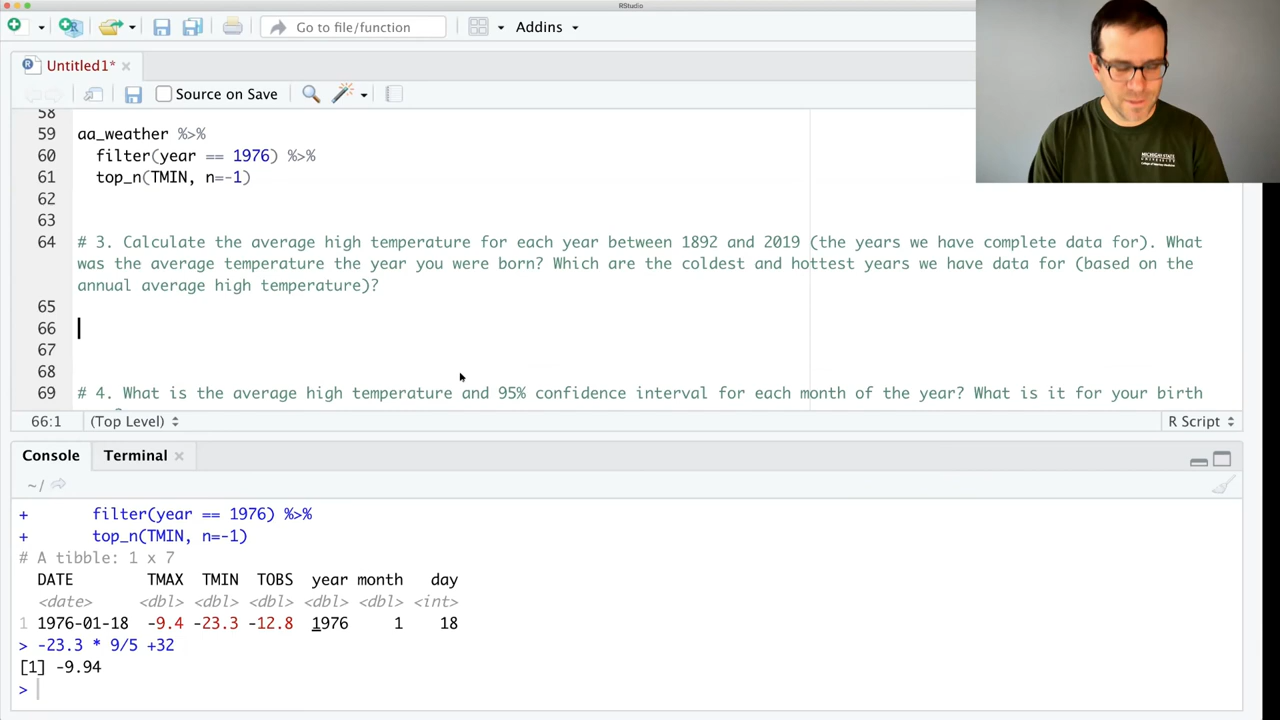 RStudio
Go to file/function
Addins
Untitled1*
Source on Save
58
59 aa_weather %>%
60 filter(year == 1976) %>%
61 top_n(TMIN, n=-1)
62
63
64 # 3. Calculate the average high temperature for each year between 1892 and 2019 (the years we have complete data for). What
was the average temperature the year you were born? Which are the coldest and hottest years we have data for (based on the
annual average high temperature)?
65
66
67
68
69 # 4. What is the average high temperature and 95% confidence interval for each month of the year? What is it for your birth
66:1 (Top Level) R Script
Console Terminal
~/
+ filter(year == 1976) %>%
+ top_n(TMIN, n=-1)
# A tibble: 1 x 7
DATE TMAX TMIN TOBS year month day
<date> <dbl> <dbl> <dbl> <dbl> <dbl> <int>
1 1976-01-18 -9.4 -23.3 -12.8 1976 1 18
> -23.3 * 9/5 +32
[1] -9.94
>
MICHIGAN STATE
UNIVERSITY